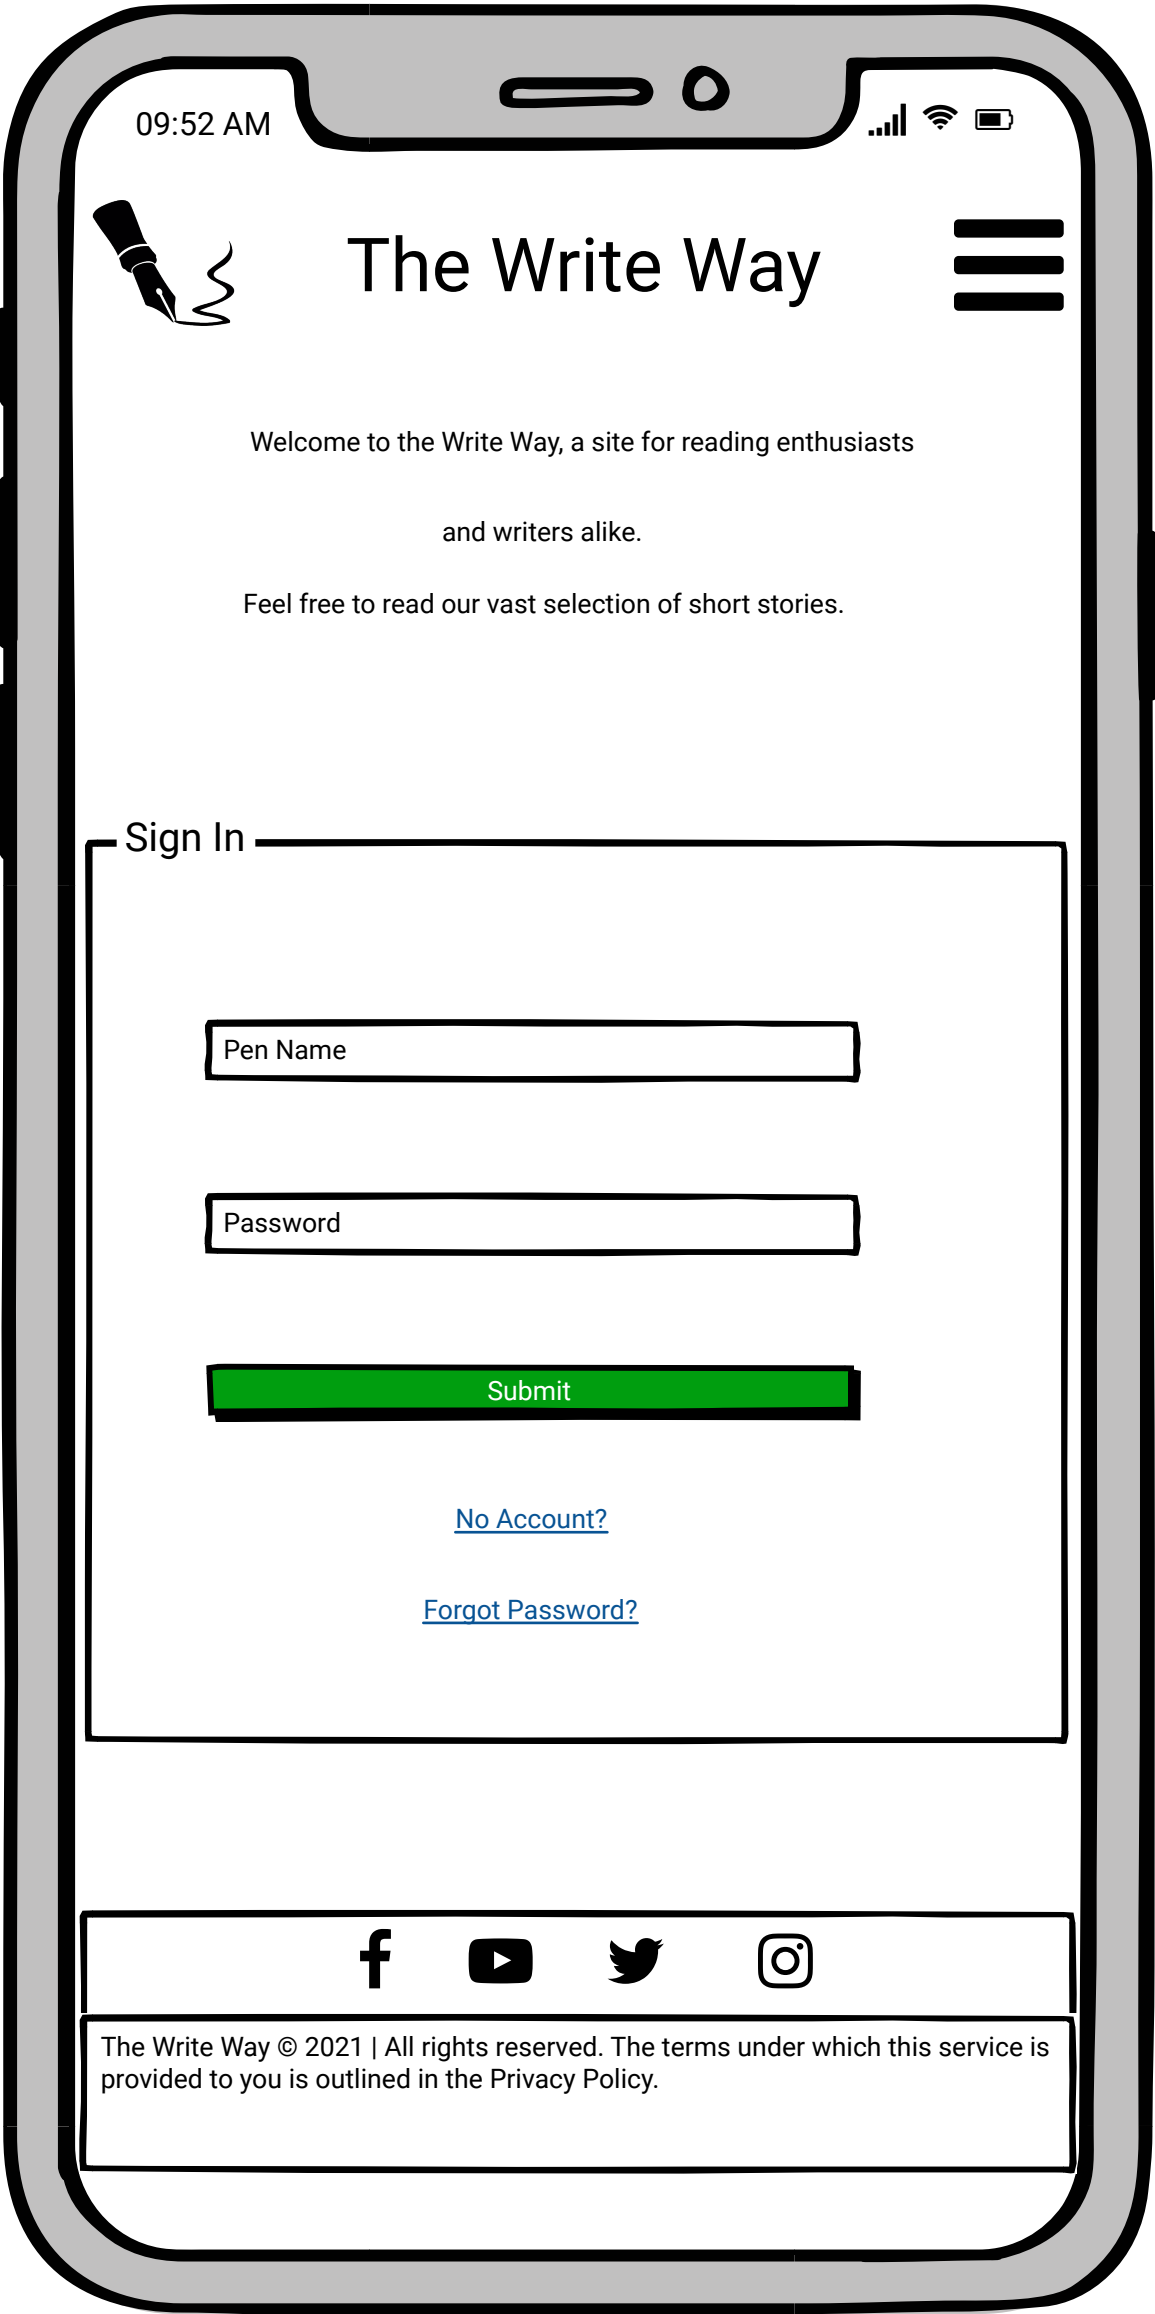 09:52 AM
The Write Way
Welcome to the Write Way, a site for reading enthusiasts
and writers alike.
Feel free to read our vast selection of short stories.
Sign In
Pen Name
Password
Submit
No Account?
Forgot Password?
The Write Way © 2021 | All rights reserved. The terms under which this service is
provided to you is outlined in the Privacy Policy.